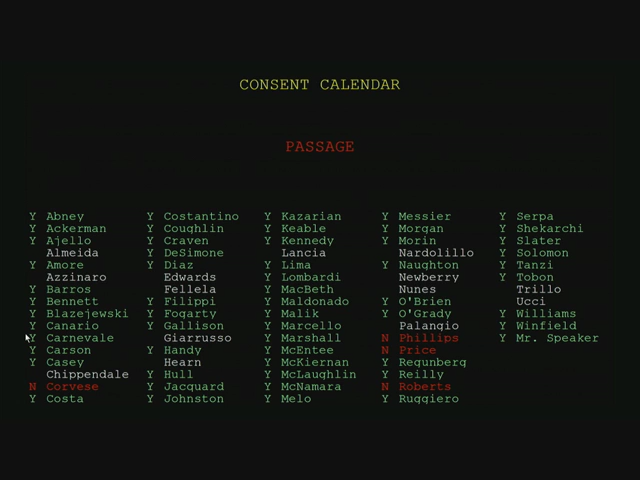 CONSENT CALENDAR
PASSAGE
Y Abney Y Costantino Y Kazarian Y Messier Y Serpa
Y Ackerman Y Coughlin Y Keable Y Morgan Y Shekarchi
Y Ajello Y Craven Y Kennedy Y Morin Y Slater
Almeida Y DeSimone Lancia Nardolillo Y Solomon
Y Amore Y Diaz Y Lima Y Naughton Y Tanzi
Azzinaro Edwards Y Lombardi Newberry Y Tobon
Y Barros Fellela Y MacBeth Nunes Trillo
Y Bennett Y Filippi Y Maldonado Y O'Brien Ucci
Y Blazejewski Y Fogarty Y Malik Y O'Grady Y Williams
Y Canario Y Gallison Y Marcello Palangio Y Winfield
Y Carnevale Giarrusso Y Marshall N Phillips Y Mr. Speaker
Y Carson Y Handy Y McEntee N Price
Y Casey Hearn Y McKiernan Y Regunberg
Chippendale Y Hull Y McLaughlin Y Reilly
N Corvese Y Jacquard Y McNamara N Roberts
Y Costa Y Johnston Y Melo Y Ruggiero